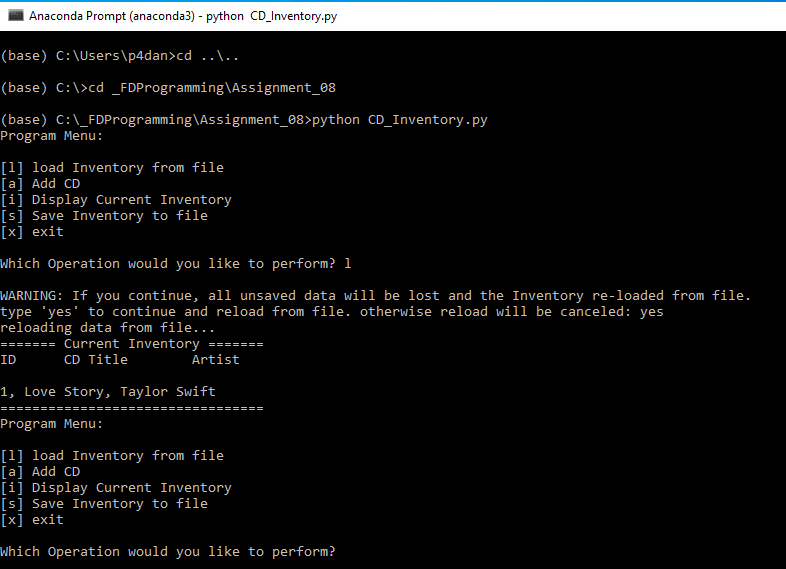 Anaconda Prompt (anaconda3) - python  CD_Inventory.py
(base) C:\Users\p4dan>cd ..\..
(base) C:\>cd _FDProgramming\Assignment_08
(base) C:\_FDProgramming\Assignment_08>python CD_Inventory.py
Program Menu:
[l] load Inventory from file
[a] Add CD
[i] Display Current Inventory
[s] Save Inventory to file
[x] exit
Which Operation would you like to perform? l
WARNING: If you continue, all unsaved data will be lost and the Inventory re-loaded from file.
type 'yes' to continue and reload from file. otherwise reload will be canceled: yes
reloading data from file...
======= Current Inventory =======
ID      CD Title        Artist
1, Love Story, Taylor Swift
=================================
Program Menu:
[l] load Inventory from file
[a] Add CD
[i] Display Current Inventory
[s] Save Inventory to file
[x] exit
Which Operation would you like to perform?